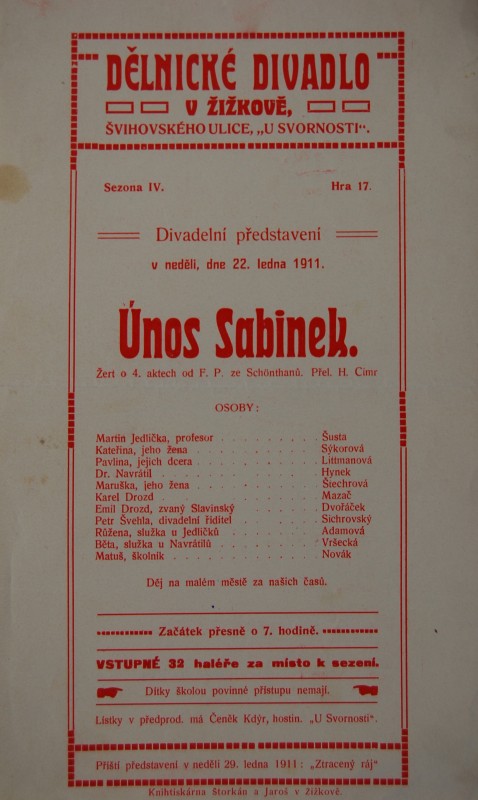 DĚLNICKÉ DIVADLO
V ŽIŽKOVĚ,
ŠVIHOVSKÉHO ULICE, „U SVORNOSTI“.
Sezona IV. Hra 17.
Divadelní představení
v neděli, dne 22. ledna 1911.
Únos Sabinek.
Žert o 4. aktech od F. P. ze Schönthanů. Přel. H. Címr
OSOBY:
Martin Jedlička, profesor . . . . . . . . . Šusta
Kateřina, jeho žena . . . . . . . . . . Sýkorová
Pavlina, jejich dcera . . . . . . . . . . Littmanová
Dr. Navrátil . . . . . . . . . . . . . Hynek
Maruška, jeho žena . . . . . . . . . . Štechrová
Karel Drozd . . . . . . . . . . . . . Mazač
Emil Drozd, zvaný Slavinský . . . . . . . Dvořáček
Petr Švehla, divadelní řiditel . . . . . . . Sichrovský
Růžena, služka u Jedličků . . . . . . . . Adamová
Běta, služka u Navrátilů . . . . . . . . . Vršecká
Matuš, školník . . . . . . . . . . . . Novák
Děj na malém městě za našich časů.
Začátek přesně o 7. hodině.
VSTUPNÉ 32 haléře za místo k sezení.
Dítky školou povinné přístupu nemají.
Lístky v předprod. má Čeněk Kdýr, hostin. „U Svornosti“.
Příští představení v neděli 29. ledna 1911: „Ztracený ráj“
Knihtiskárna Štorkán a Jaroš v Žižkově.